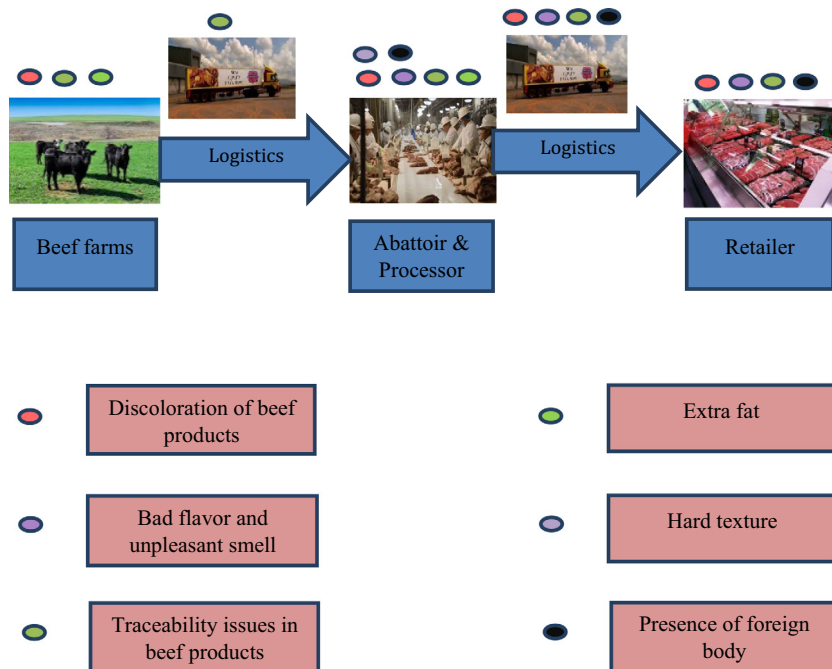 Logistics
Logistics
Beef farms
Abattoir &
Processor
Retailer
Discoloration of beef
products
Extra fat
Bad flavor and
unpleasant smell
Hard texture
Traceability issues in
beef products
Presence of foreign
body